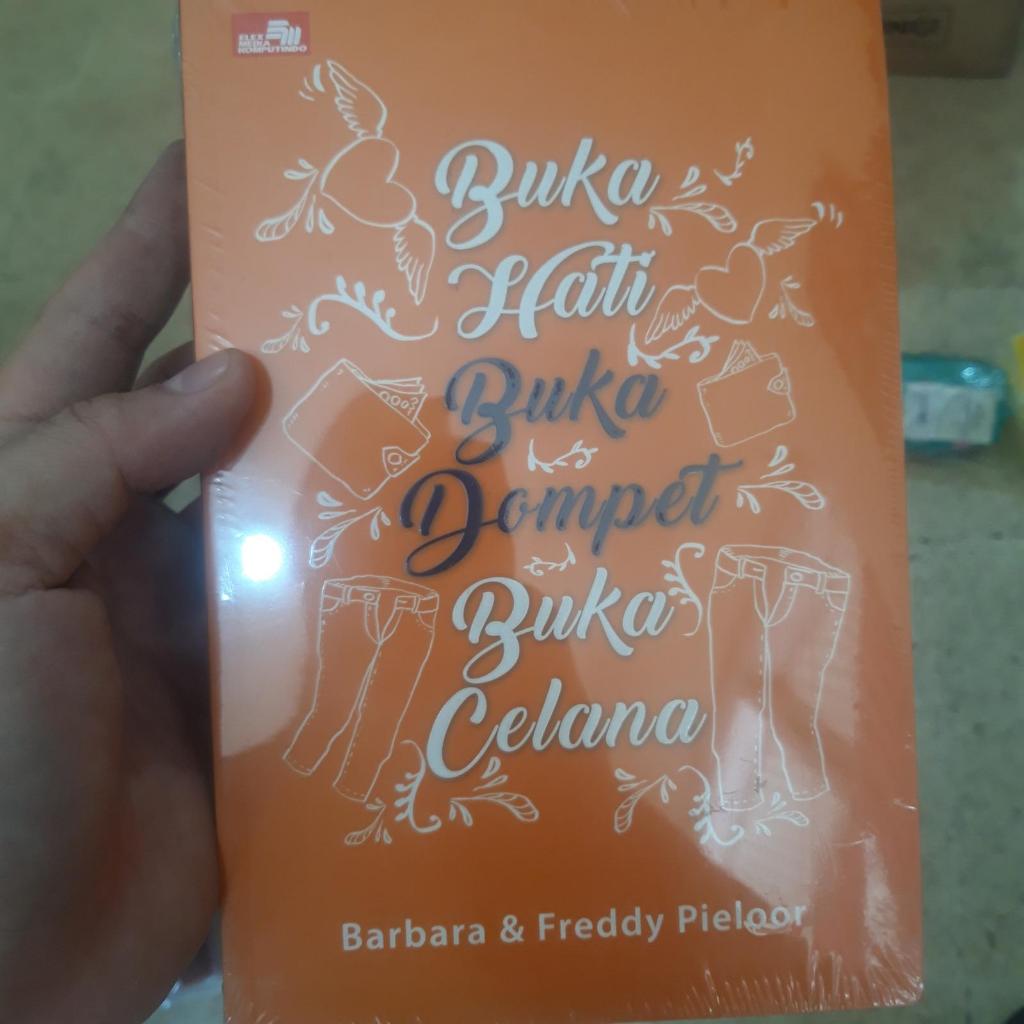 ELEX
MEDIA
KOMPUTINDO
Buka
Hati
Buka
Dompet
Buka
Celana
Barbara & Freddy Pieloor